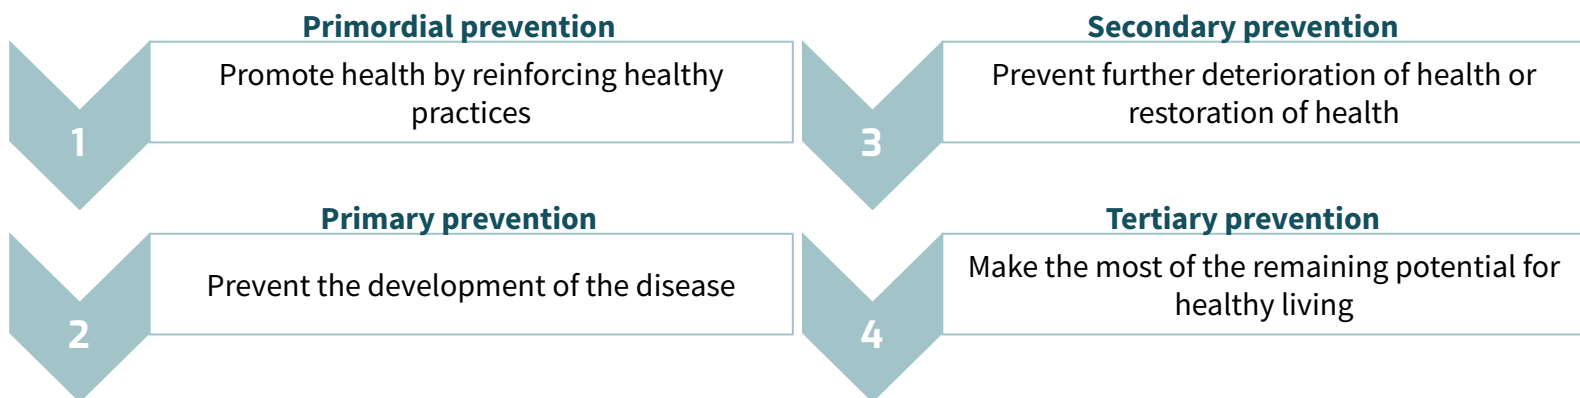 Primordial prevention
Promote health by reinforcing healthy
practices
1
Primary prevention
Prevent the development of the disease
2
Secondary prevention
Prevent further deterioration of health or
restoration of health
3
Tertiary prevention
Make the most of the remaining potential for
healthy living
4